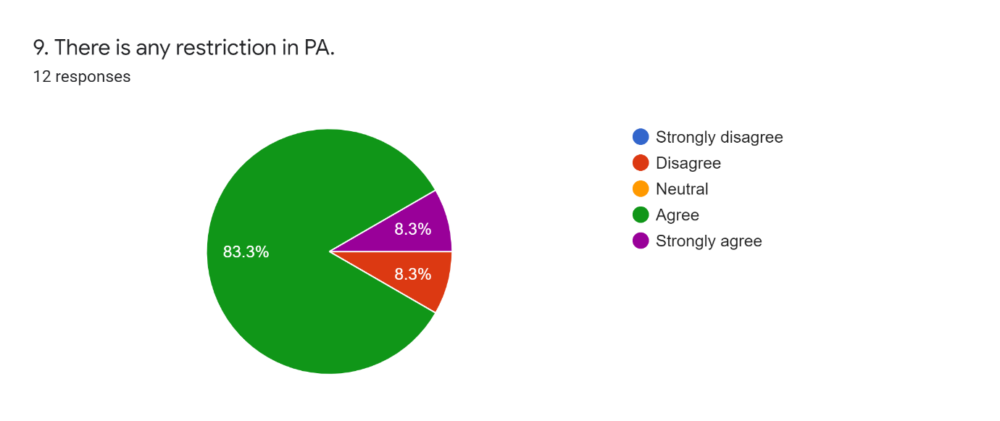 9. There is any restriction in PA.
12 responses
Strongly disagree
Disagree
Neutral
Agree
Strongly agree
8.3%
83.3%
8.3%